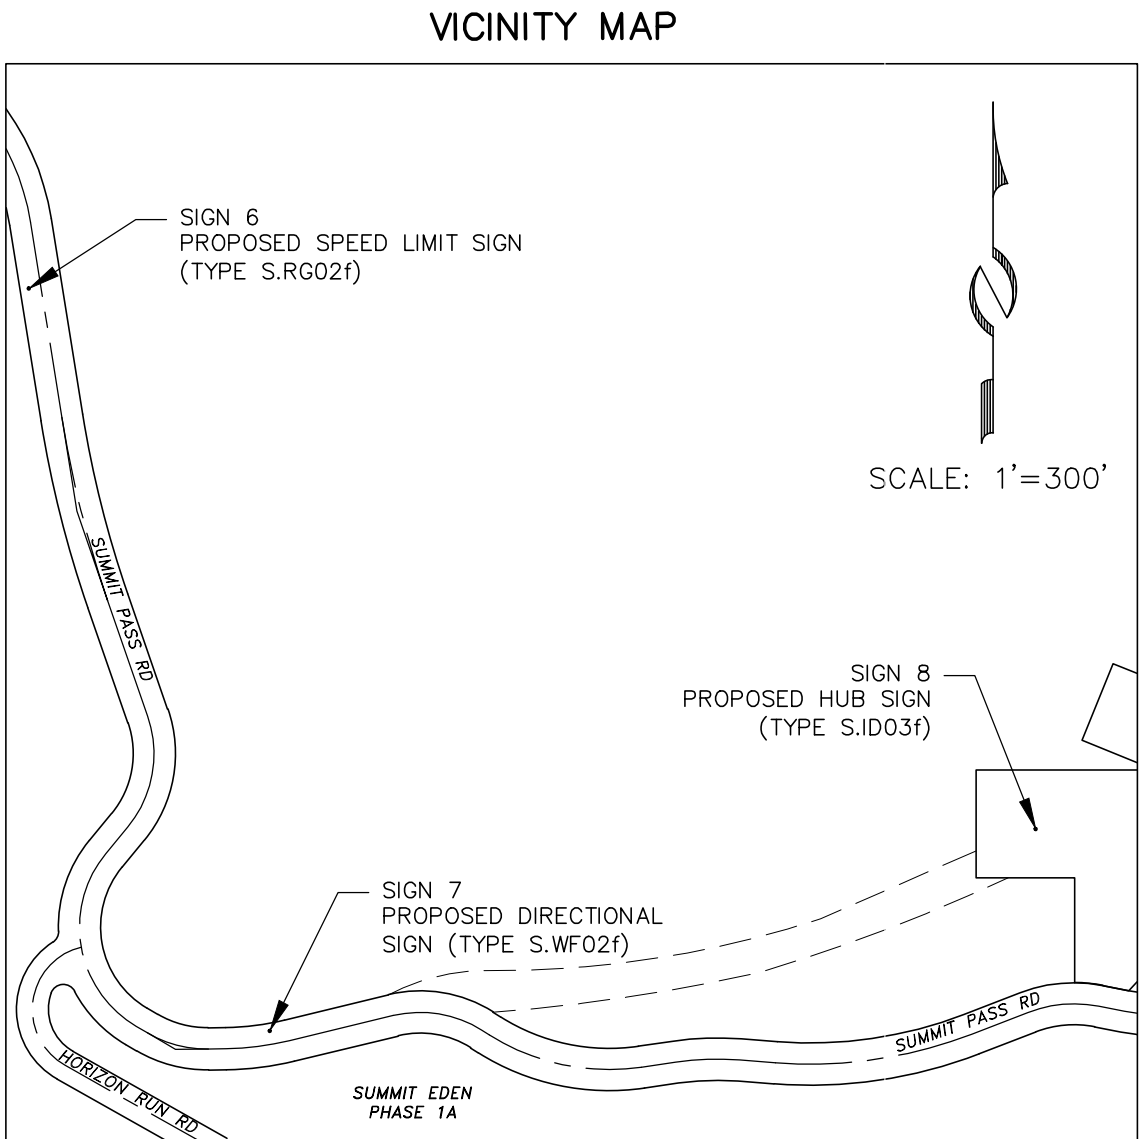 VICINITY MAP
SIGN 6
PROPOSED SPEED LIMIT SIGN
(TYPE S.RG02f)
SCALE: 1'=300'
SUMMIT PASS RD
SIGN 8
PROPOSED HUB SIGN
(TYPE S.ID03f)
SIGN 7
PROPOSED DIRECTIONAL
SIGN (TYPE S.WF02f)
SUMMIT PASS RD
HORIZON RUN RD
SUMMIT EDEN
PHASE 1A